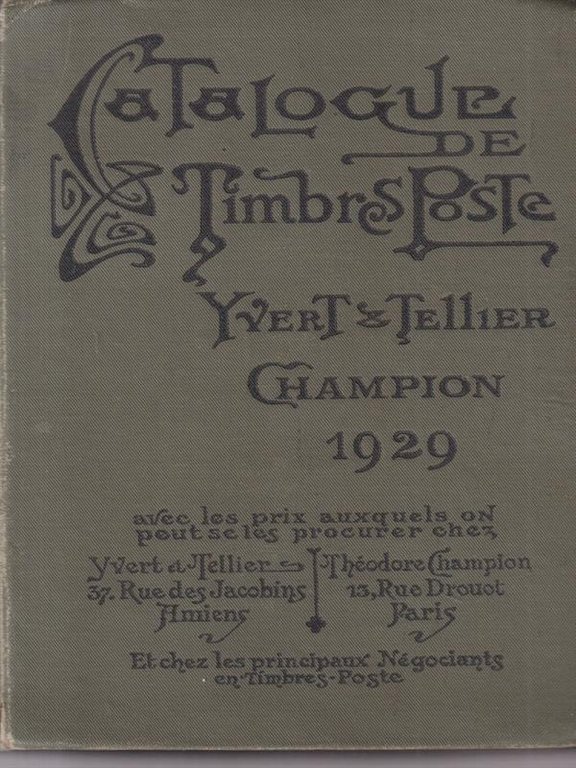 Catalogue
de
Timbres Poste
Yvert & Tellier
Champion
1929
avec les prix auxquels on
peut se les procurer chez
Yvert et Tellier
37, Rue des Jacobins
Amiens
Théodore Champion
13, Rue Drouot
Paris
Et chez les principaux Négociants
en Timbres-Poste